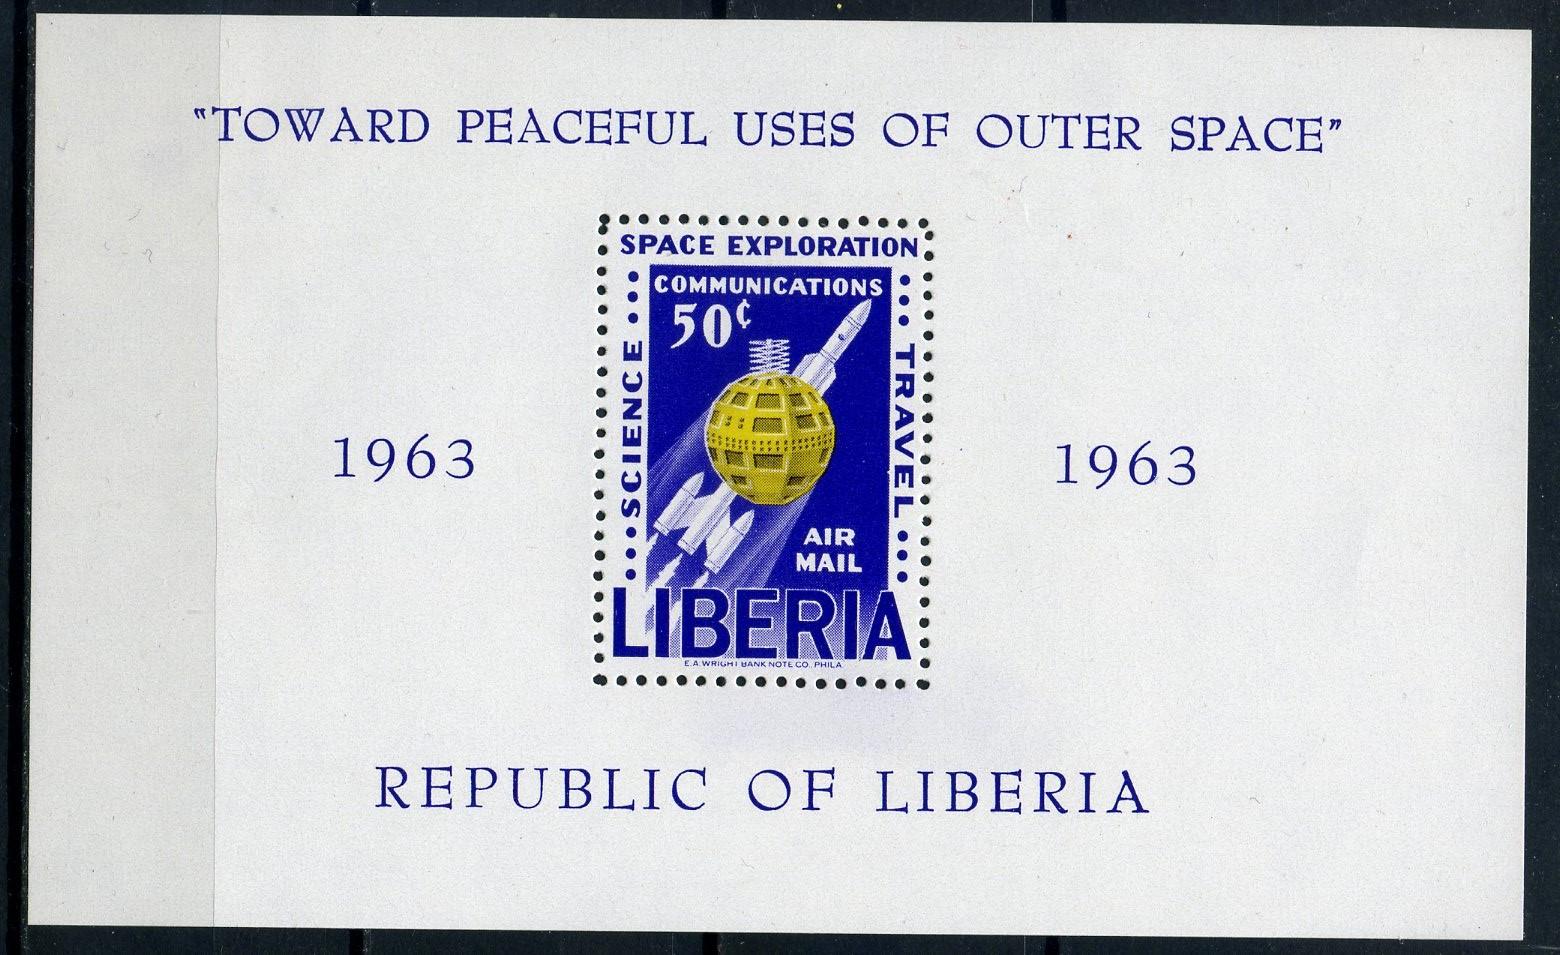 "TOWARD PEACEFUL USES OF OUTER SPACE"
SPACE EXPLORATION
COMMUNICATIONS
50¢
SCIENCE
TRAVEL
1963
1963
AIR
MAIL
LIBERIA
E.A. WRIGHT BANK NOTE CO., PHILA.
REPUBLIC OF LIBERIA